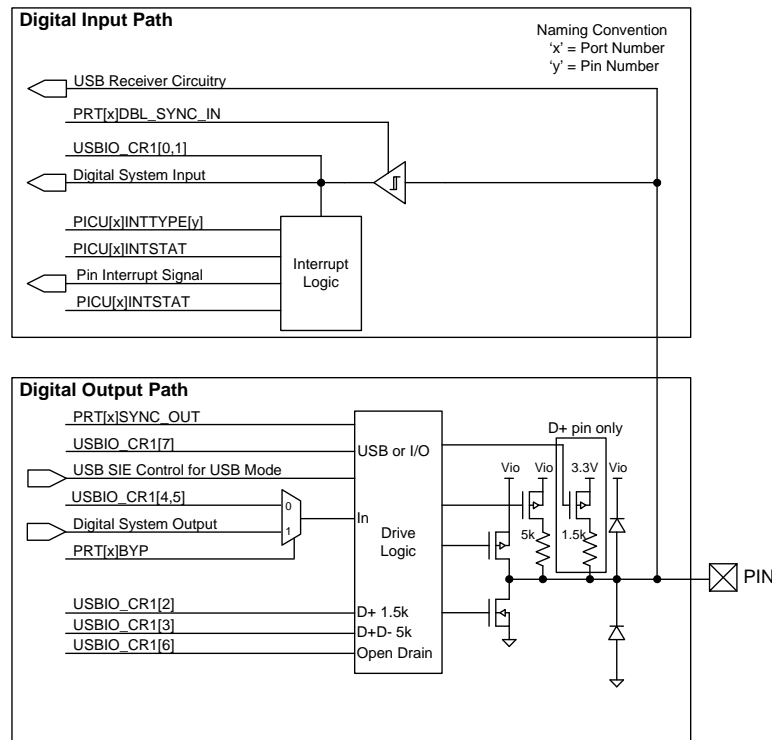 Digital Input Path
Naming Convention
'x' = Port Number
'y' = Pin Number
USB Receiver Circuitry
PRT[x]DBL_SYNC_IN
USBIO_CR1[0,1]
Digital System Input
PICU[x]INTTYPE[y]
PICU[x]INTSTAT
Pin Interrupt Signal
PICU[x]INTSTAT
Interrupt
Logic
Digital Output Path
PRT[x]SYNC_OUT
USBIO_CR1[7]
USB SIE Control for USB Mode
USBIO_CR1[4,5]
Digital System Output
PRT[x]BYP
0
1
USB or I/O
In
Drive
Logic
D+ pin only
Vio
Vio
3.3V
Vio
5k
1.5k
PIN
USBIO_CR1[2]
USBIO_CR1[3]
USBIO_CR1[6]
D+ 1.5k
D+D- 5k
Open Drain